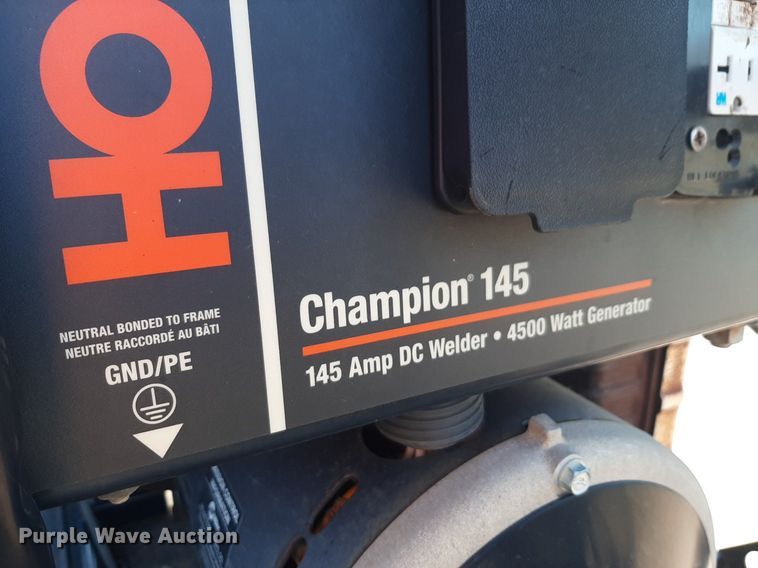 HO
NEUTRAL BONDED TO FRAME
NEUTRE RACCORDÉ AU BÂTI
GND/PE
Champion® 145
145 Amp DC Welder • 4500 Watt Generator
Purple Wave Auction